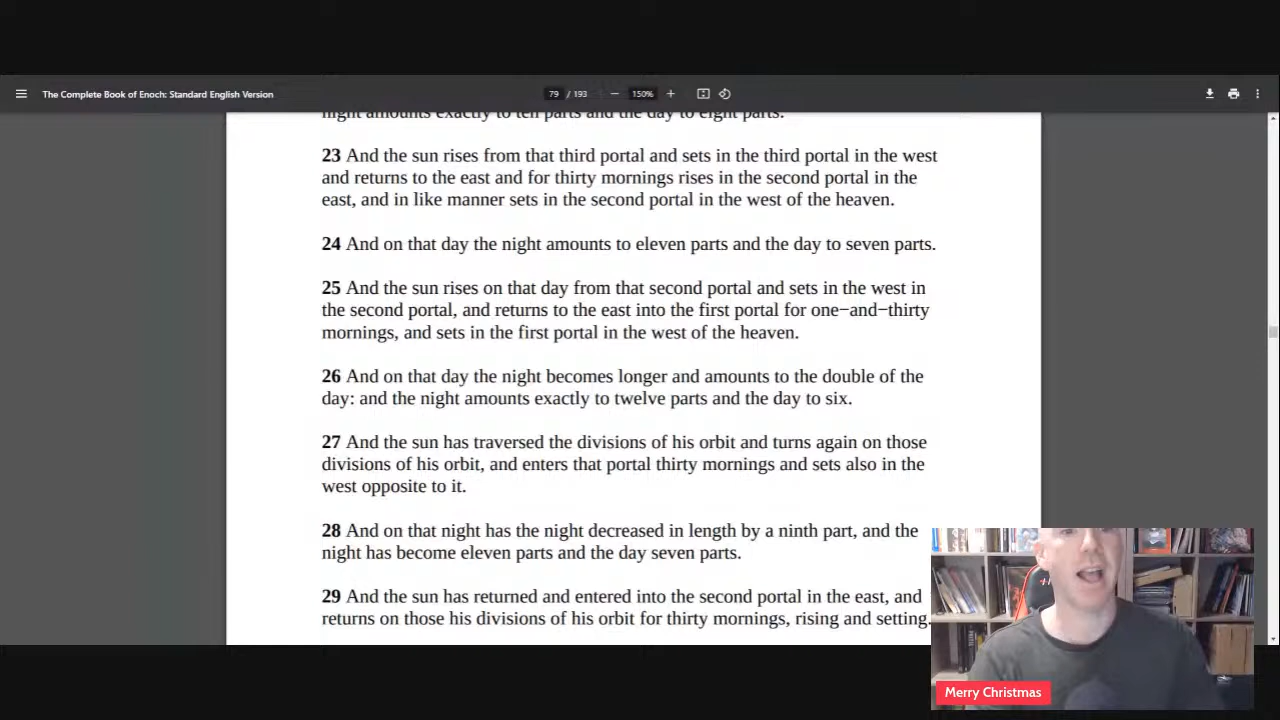 The Complete Book of Enoch: Standard English Version
79 / 193
150%
night amounts exactly to ten parts and the day to eight parts.
23 And the sun rises from that third portal and sets in the third portal in the west
and returns to the east and for thirty mornings rises in the second portal in the
east, and in like manner sets in the second portal in the west of the heaven.
24 And on that day the night amounts to eleven parts and the day to seven parts.
25 And the sun rises on that day from that second portal and sets in the west in
the second portal, and returns to the east into the first portal for one−and−thirty
mornings, and sets in the first portal in the west of the heaven.
26 And on that day the night becomes longer and amounts to the double of the
day: and the night amounts exactly to twelve parts and the day to six.
27 And the sun has traversed the divisions of his orbit and turns again on those
divisions of his orbit, and enters that portal thirty mornings and sets also in the
west opposite to it.
28 And on that night has the night decreased in length by a ninth part, and the
night has become eleven parts and the day seven parts.
29 And the sun has returned and entered into the second portal in the east, and
returns on those his divisions of his orbit for thirty mornings, rising and setting.
Merry Christmas